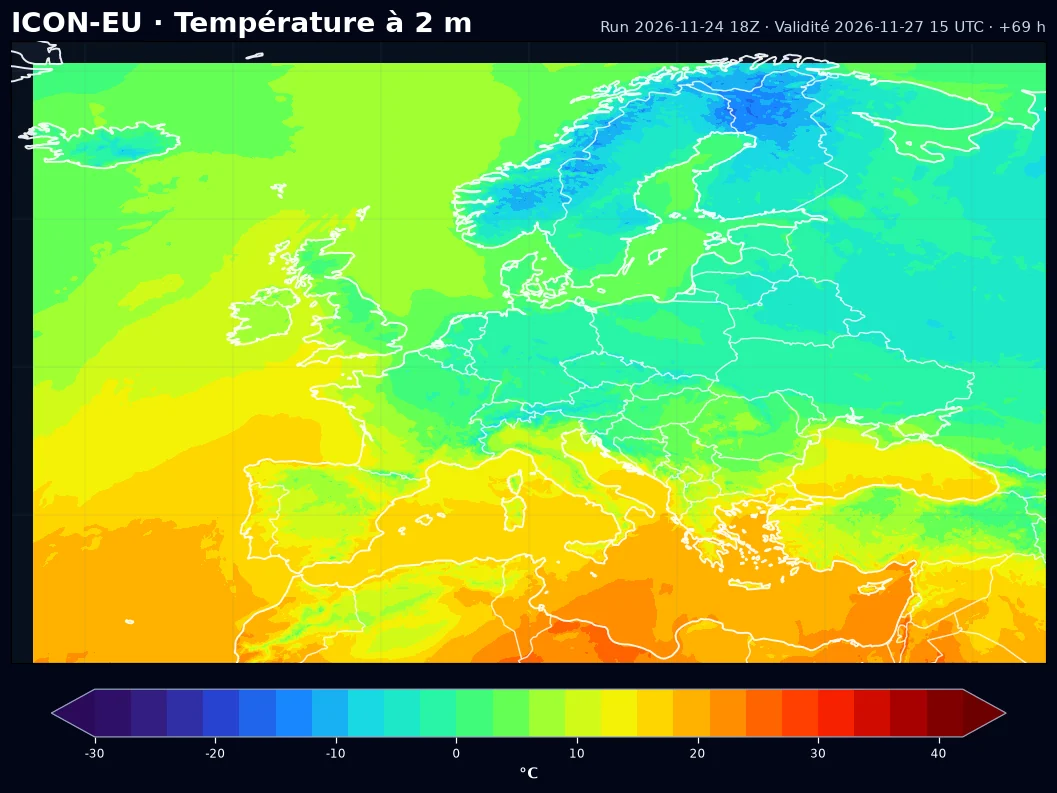 ICON-EU · Température à 2 m
Run 2026-11-24 18Z · Validité 2026-11-27 15 UTC · +69 h
-30 -20 -10 0 10 20 30 40
°C